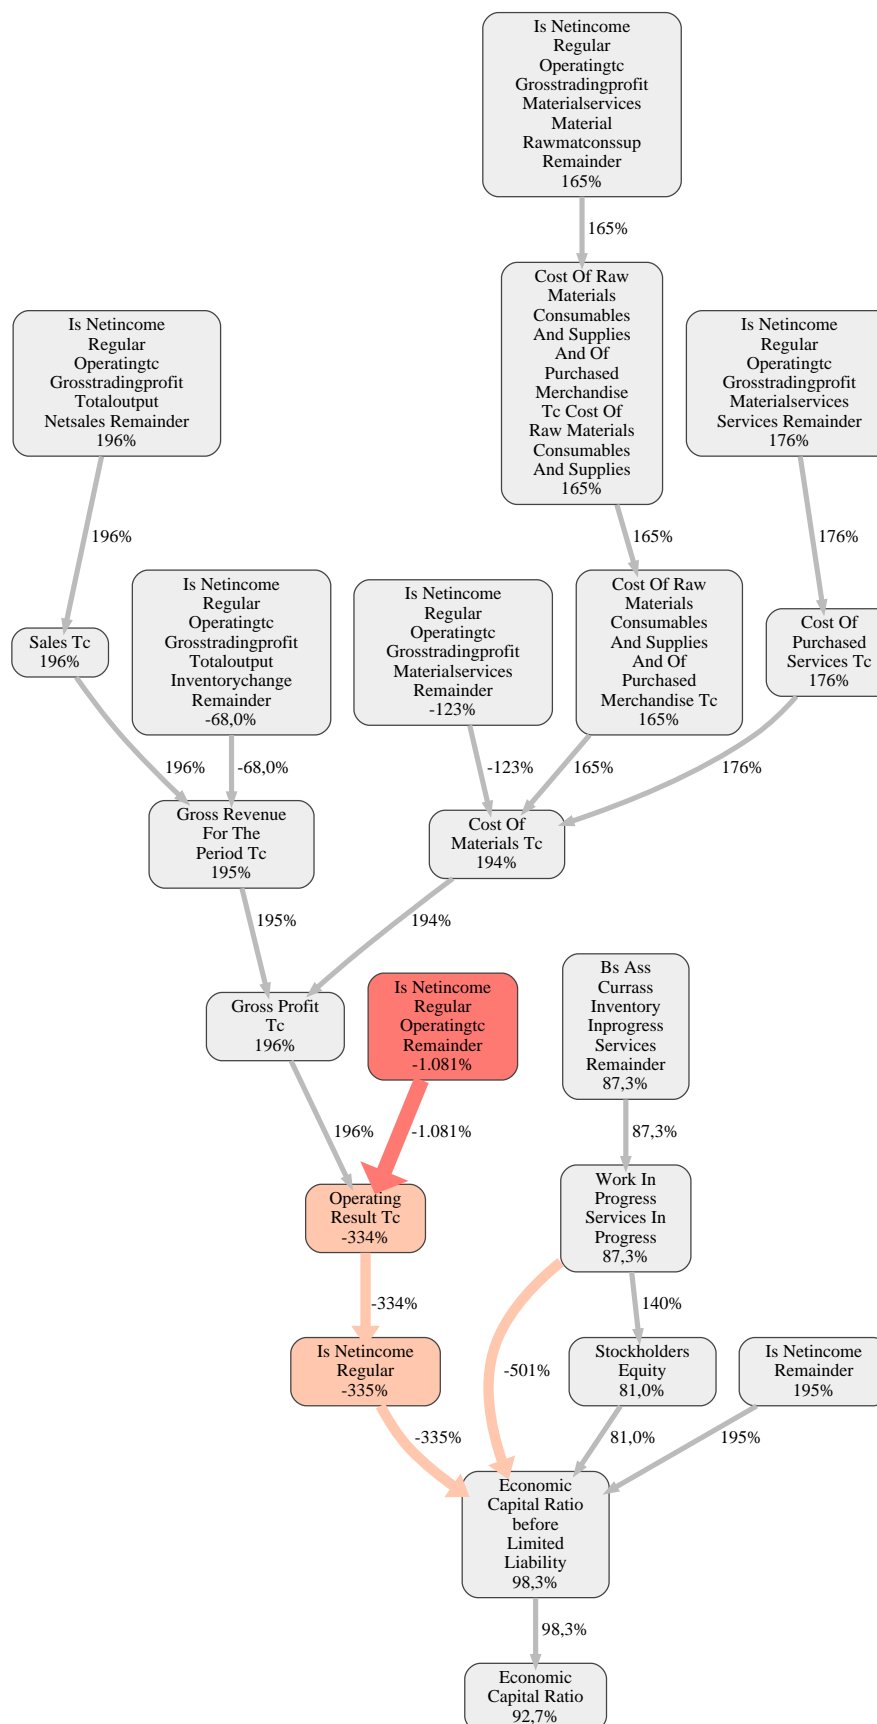 Is Netincome
Regular
Operatingtc
Grosstradingprofit
Materialservices
Material
Rawmatconssup
Remainder
165%
165%
Cost Of Raw
Materials
Consumables
And Supplies
And Of
Purchased
Merchandise
Tc Cost Of
Raw Materials
Consumables
And Supplies
165%
Is Netincome
Regular
Operatingtc
Grosstradingprofit
Totaloutput
Netsales Remainder
196%
Is Netincome
Regular
Operatingtc
Grosstradingprofit
Materialservices
Services Remainder
176%
196%
165%
176%
Sales Tc
196%
Is Netincome
Regular
Operatingtc
Grosstradingprofit
Totaloutput
Inventorychange
Remainder
-68,0%
Is Netincome
Regular
Operatingtc
Grosstradingprofit
Materialservices
Remainder
-123%
Cost Of Raw
Materials
Consumables
And Supplies
And Of
Purchased
Merchandise Tc
165%
Cost Of
Purchased
Services Tc
176%
196%
-68,0%
-123%
165%
176%
Gross Revenue
For The
Period Tc
195%
Cost Of
Materials Tc
194%
195%
194%
Gross Profit
Tc
196%
Is Netincome
Regular
Operatingtc
Remainder
-1.081%
Bs Ass
Currass
Inventory
Inprogress
Services
Remainder
87,3%
196%
-1.081%
87,3%
Operating
Result Tc
-334%
Work In
Progress
Services In
Progress
87,3%
-334%
-501%
140%
Is Netincome
Regular
-335%
Stockholders
Equity
81,0%
Is Netincome
Remainder
195%
-335%
81,0%
195%
Economic
Capital Ratio
before
Limited
Liability
98,3%
98,3%
Economic
Capital Ratio
92,7%